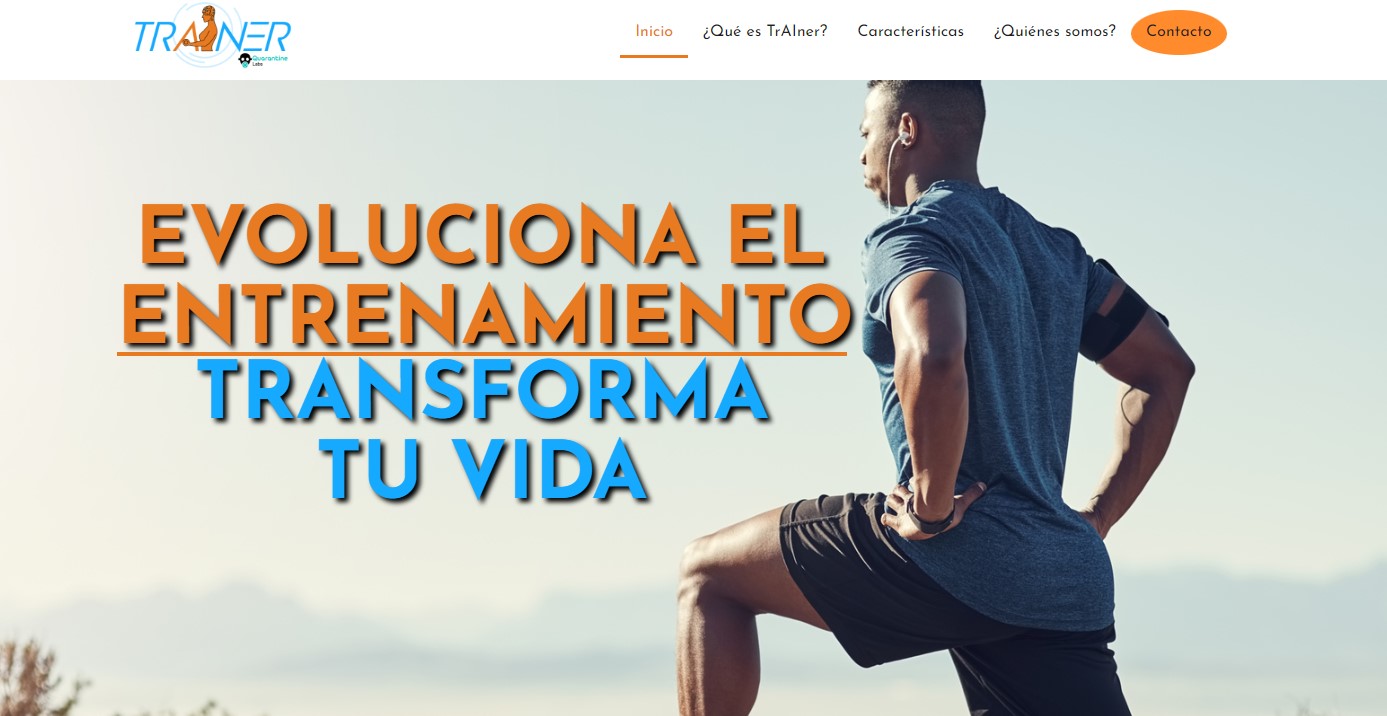 TRAINER
Quarantine
Labs
Inicio
¿Qué es TrAIner?
Características
¿Quiénes somos?
Contacto
EVOLUCIONA EL
ENTRENAMIENTO
TRANSFORMA
TU VIDA